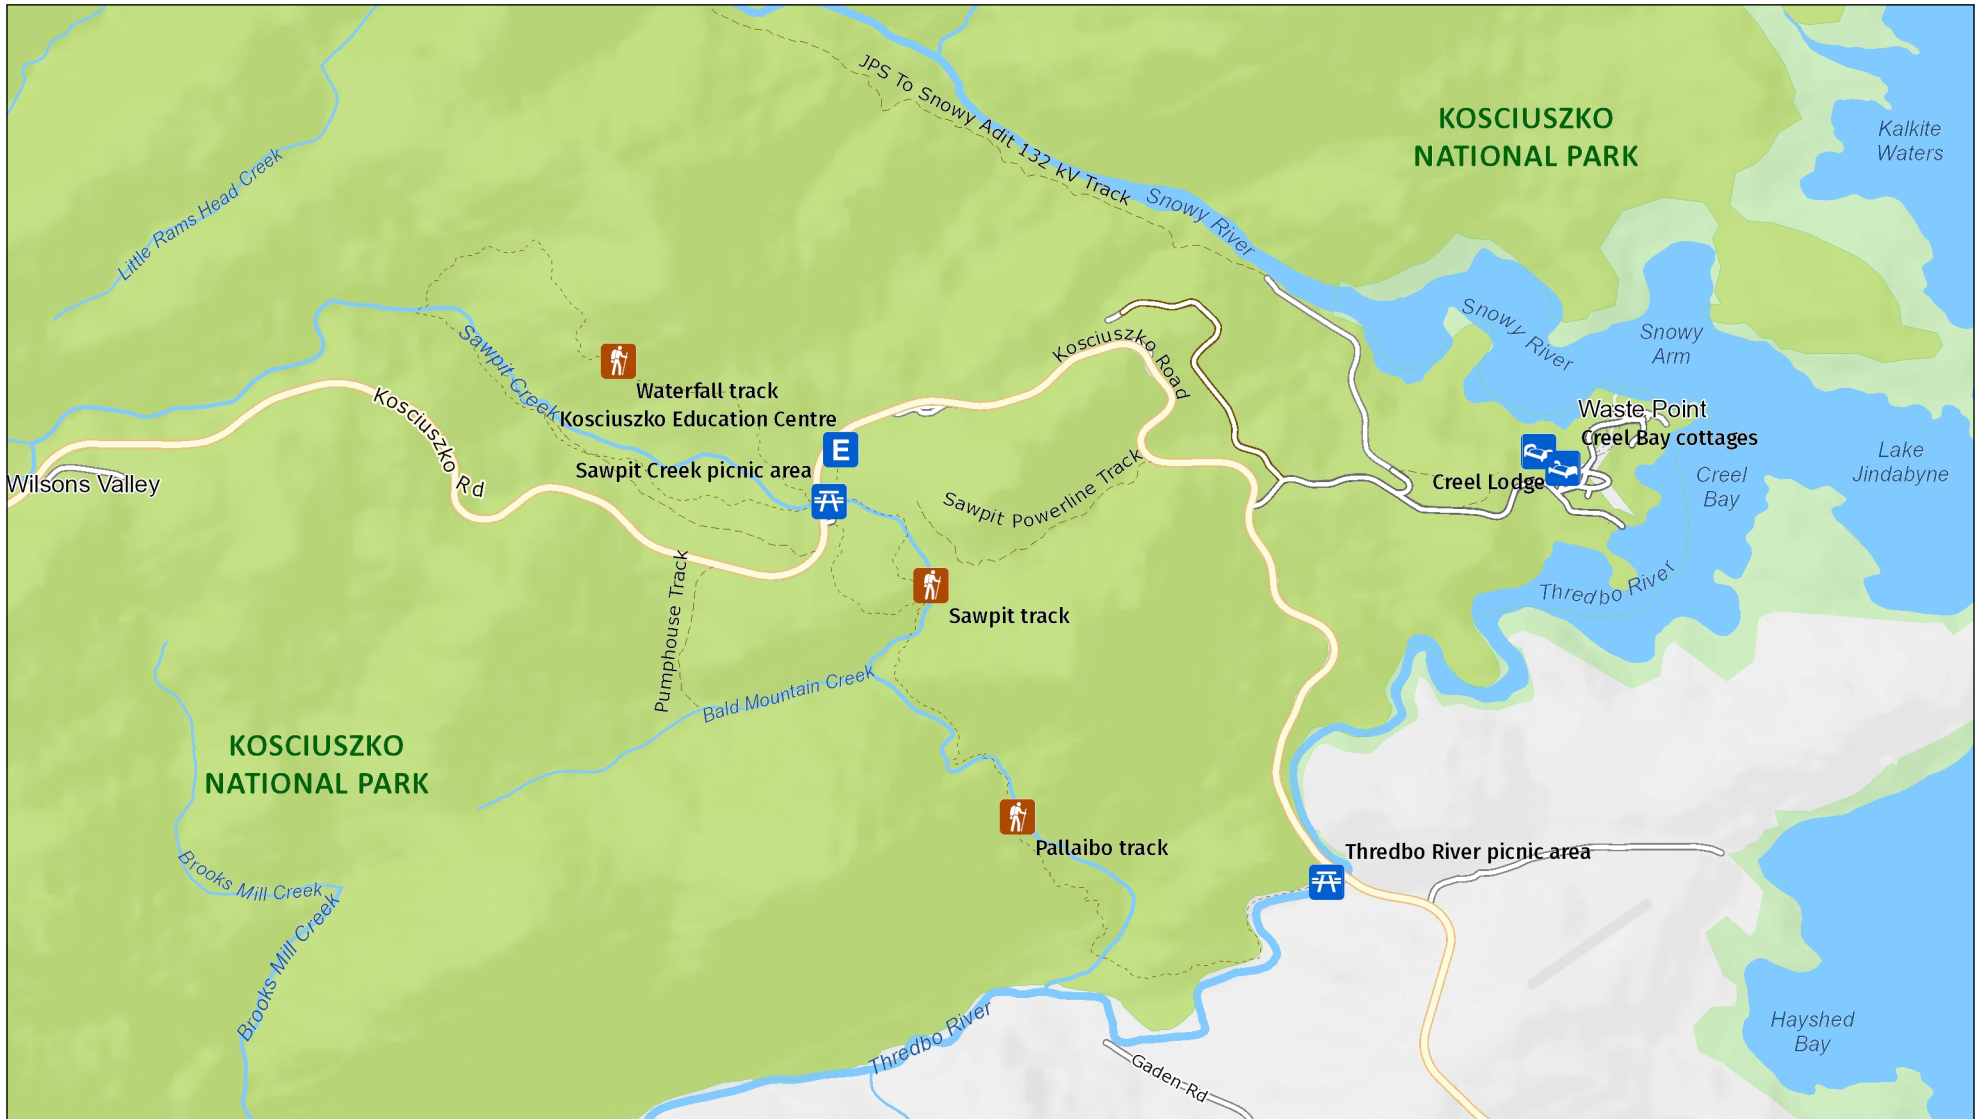 JPS To Snowy Adit 132 kV Track
KOSCIUSZKO
NATIONAL PARK
Kalkite
Waters
Little Rams Head Creek
Snowy River
Snowy River
Snowy
Arm
Sawpit Creek
Kosciuszko Road
Waterfall track
Kosciuszko Education Centre
Kosciuszko Rd
E
Waste Point
Creel Bay cottages
Lake
Jindabyne
Sawpit Creek picnic area
Wilsons Valley
Sawpit Powerline Track
Creel Lodge
Creel
Bay
Pumphouse Track
Sawpit track
Thredbo River
Bald Mountain Creek
KOSCIUSZKO
NATIONAL PARK
Pallaibo track
Thredbo River picnic area
Brooks Mill Creek
Brooks Mill Creek
Thredbo River
Hayshed
Bay
Gaden Rd